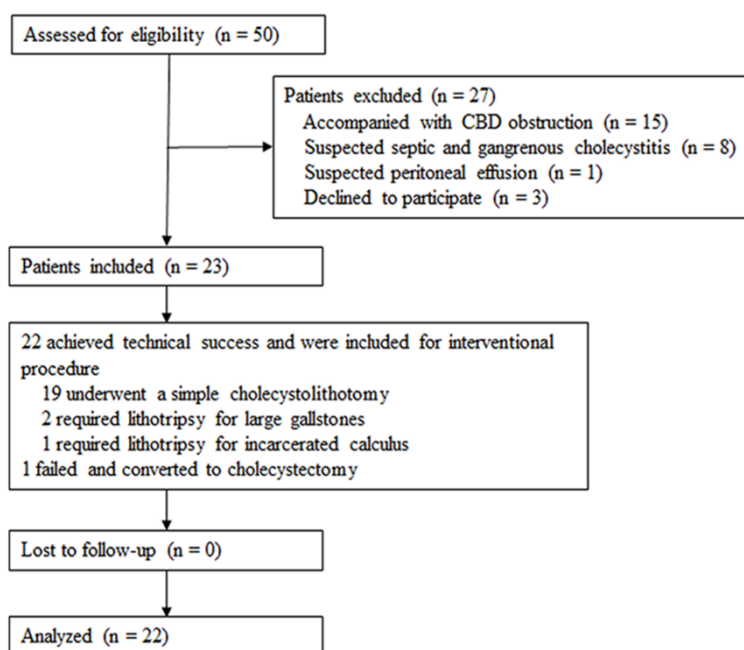 Assessed for eligibility (n = 50)
Patients excluded (n = 27)
Accompanied with CBD obstruction (n = 15)
Suspected septic and gangrenous cholecystitis (n = 8)
Suspected peritoneal effusion (n = 1)
Declined to participate (n = 3)
Patients included (n = 23)
22 achieved technical success and were included for interventional
procedure
19 underwent a simple cholecystolithotomy
2 required lithotripsy for large gallstones
1 required lithotripsy for incarcerated calculus
1 failed and converted to cholecystectomy
Lost to follow-up (n = 0)
Analyzed (n = 22)